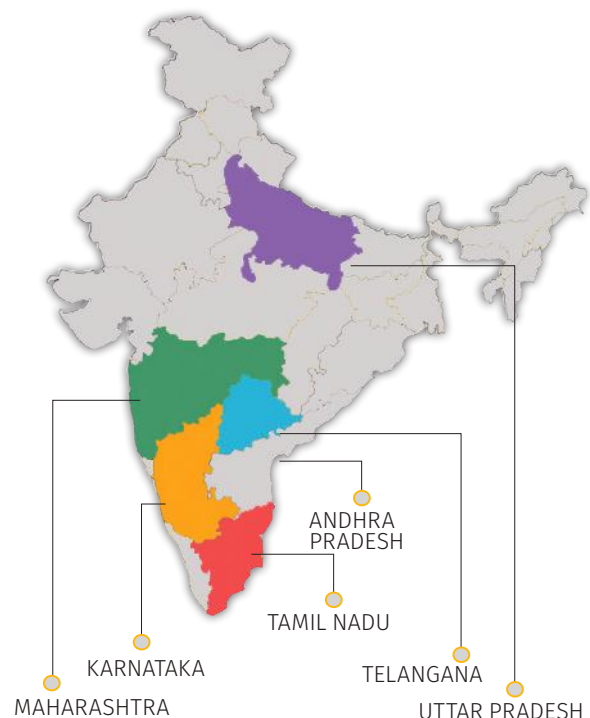 ANDHRA
PRADESH
TAMIL NADU
KARNATAKA
TELANGANA
MAHARASHTRA
UTTAR PRADESH